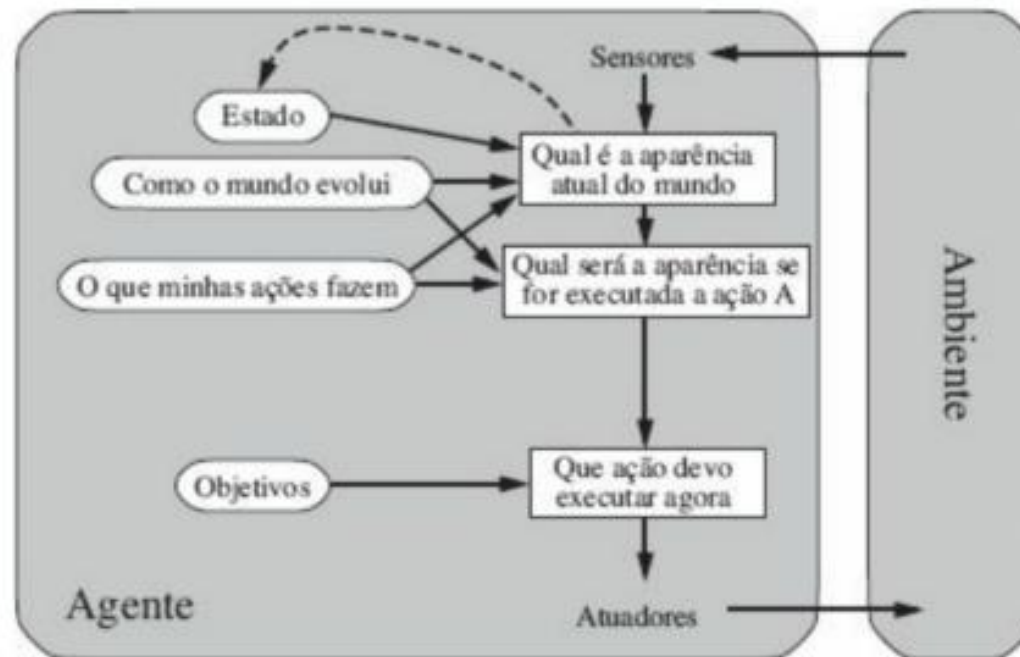 Sensores
Estado
Qual é a aparência
atual do mundo
Como o mundo evolui
Qual será a aparência se
for executada a ação A
O que minhas ações fazem
Que ação devo
executar agora
Objetivos
Agente
Atuadores
Ambiente